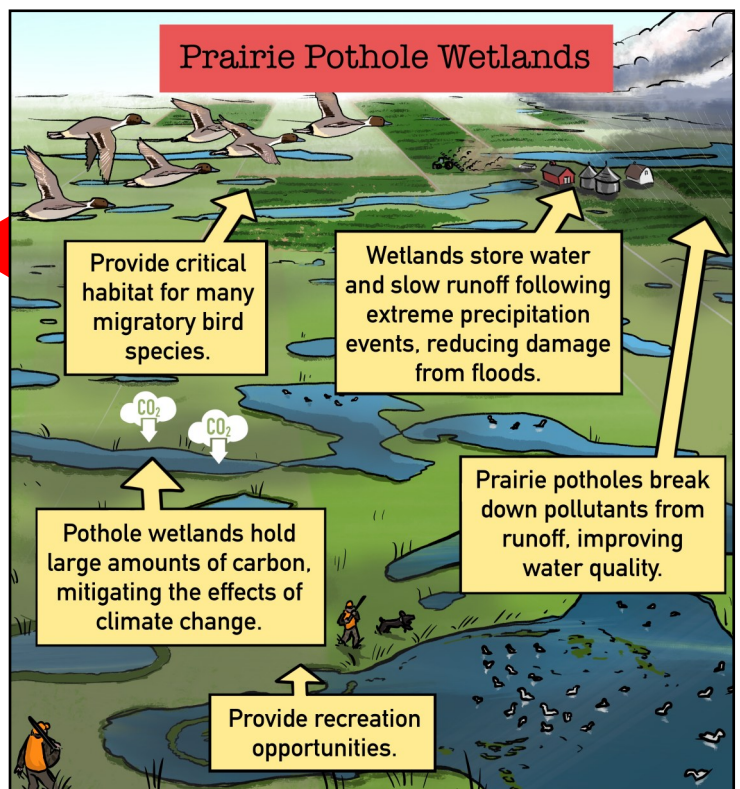 Prairie Pothole Wetlands
Provide critical
habitat for many
migratory bird
species.
Wetlands store water
and slow runoff following
extreme precipitation
events, reducing damage
from floods.
CO₂
CO₂
Prairie potholes break
down pollutants from
runoff, improving
water quality.
Pothole wetlands hold
large amounts of carbon,
mitigating the effects of
climate change.
Provide recreation
opportunities.